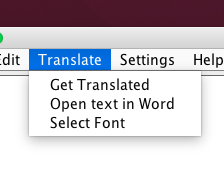 Edit Translate Settings Help
Get Translated
Open text in Word
Select Font